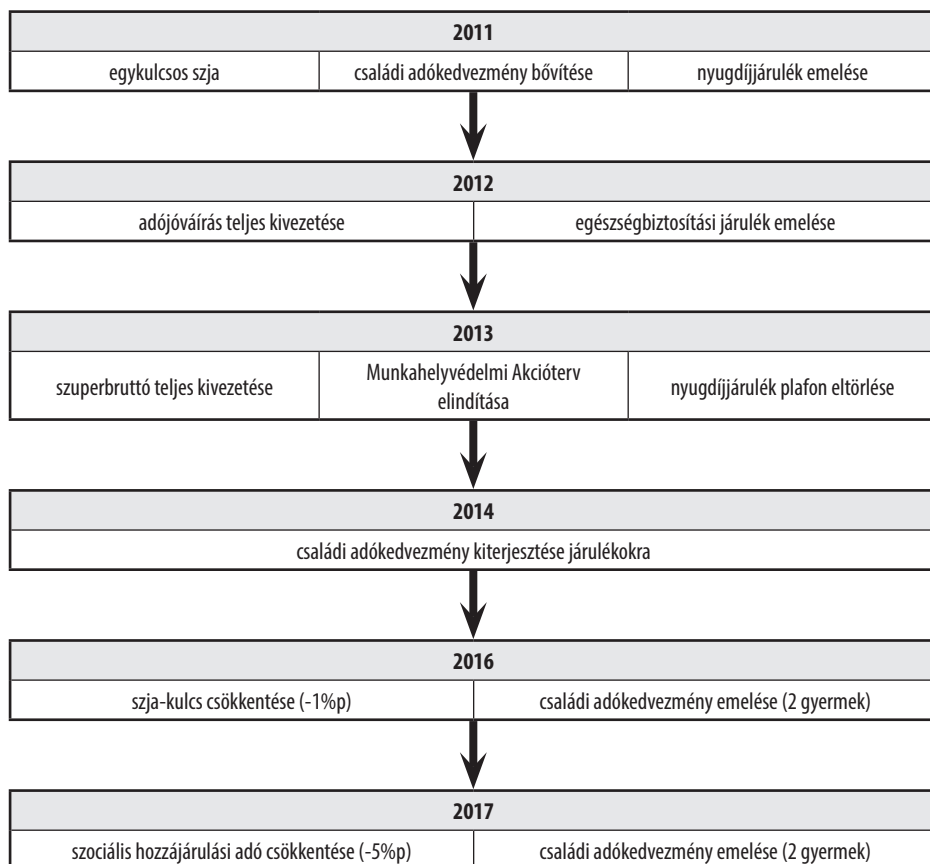 2011
egykulcsos szja
családi adókedvezmény bővítése
nyugdíjjárulék emelése
2012
adójóváírás teljes kivezetése
egészségbiztosítási járulék emelése
2013
szuperbruttó teljes kivezetése
Munkahelyvédelmi Akcióterv
elindítása
nyugdíjjárulék plafon eltörlése
2014
családi adókedvezmény kiterjesztése járulékokra
2016
szja-kulcs csökkentése (-1%p)
családi adókedvezmény emelése (2 gyermek)
2017
szociális hozzájárulási adó csökkentése (-5%p)
családi adókedvezmény emelése (2 gyermek)